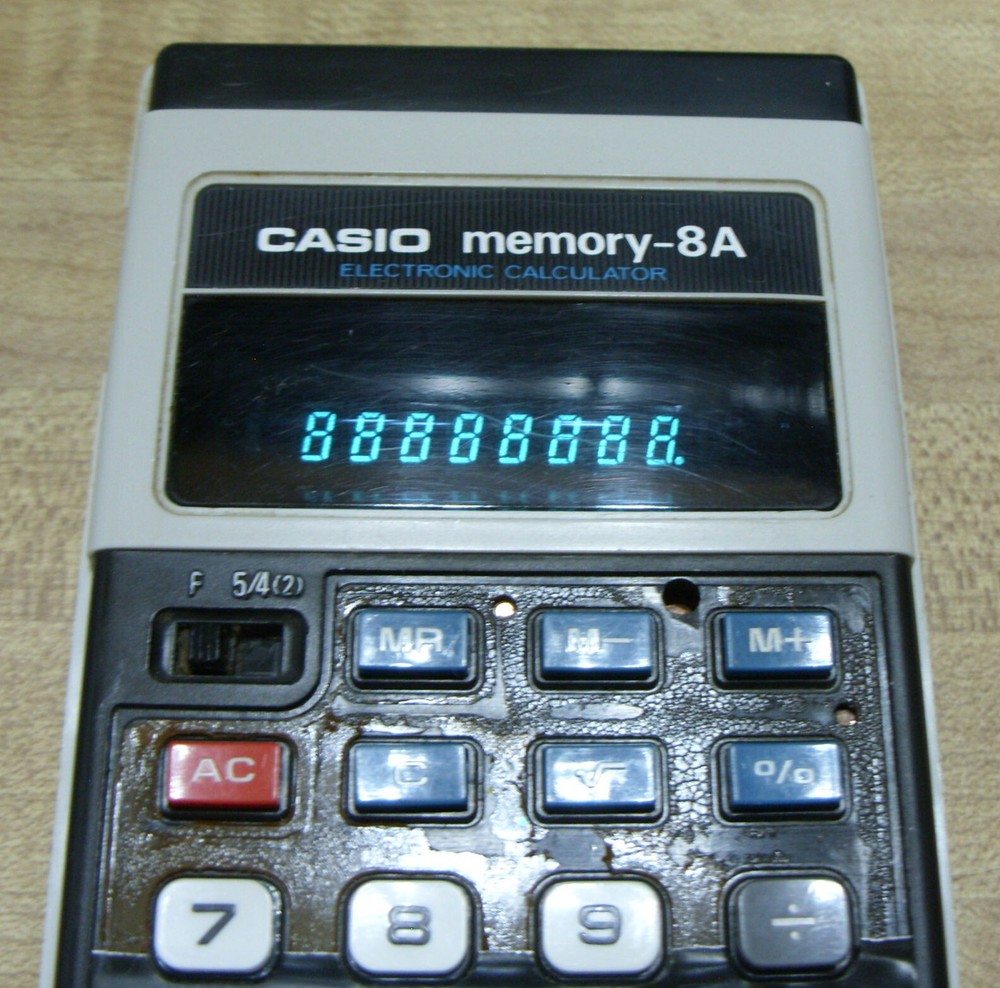 CASIO memory-8A
ELECTRONIC CALCULATOR
88888888.
F 5/4(2)
MR M- M+
AC C √ %
7 8 9 ÷